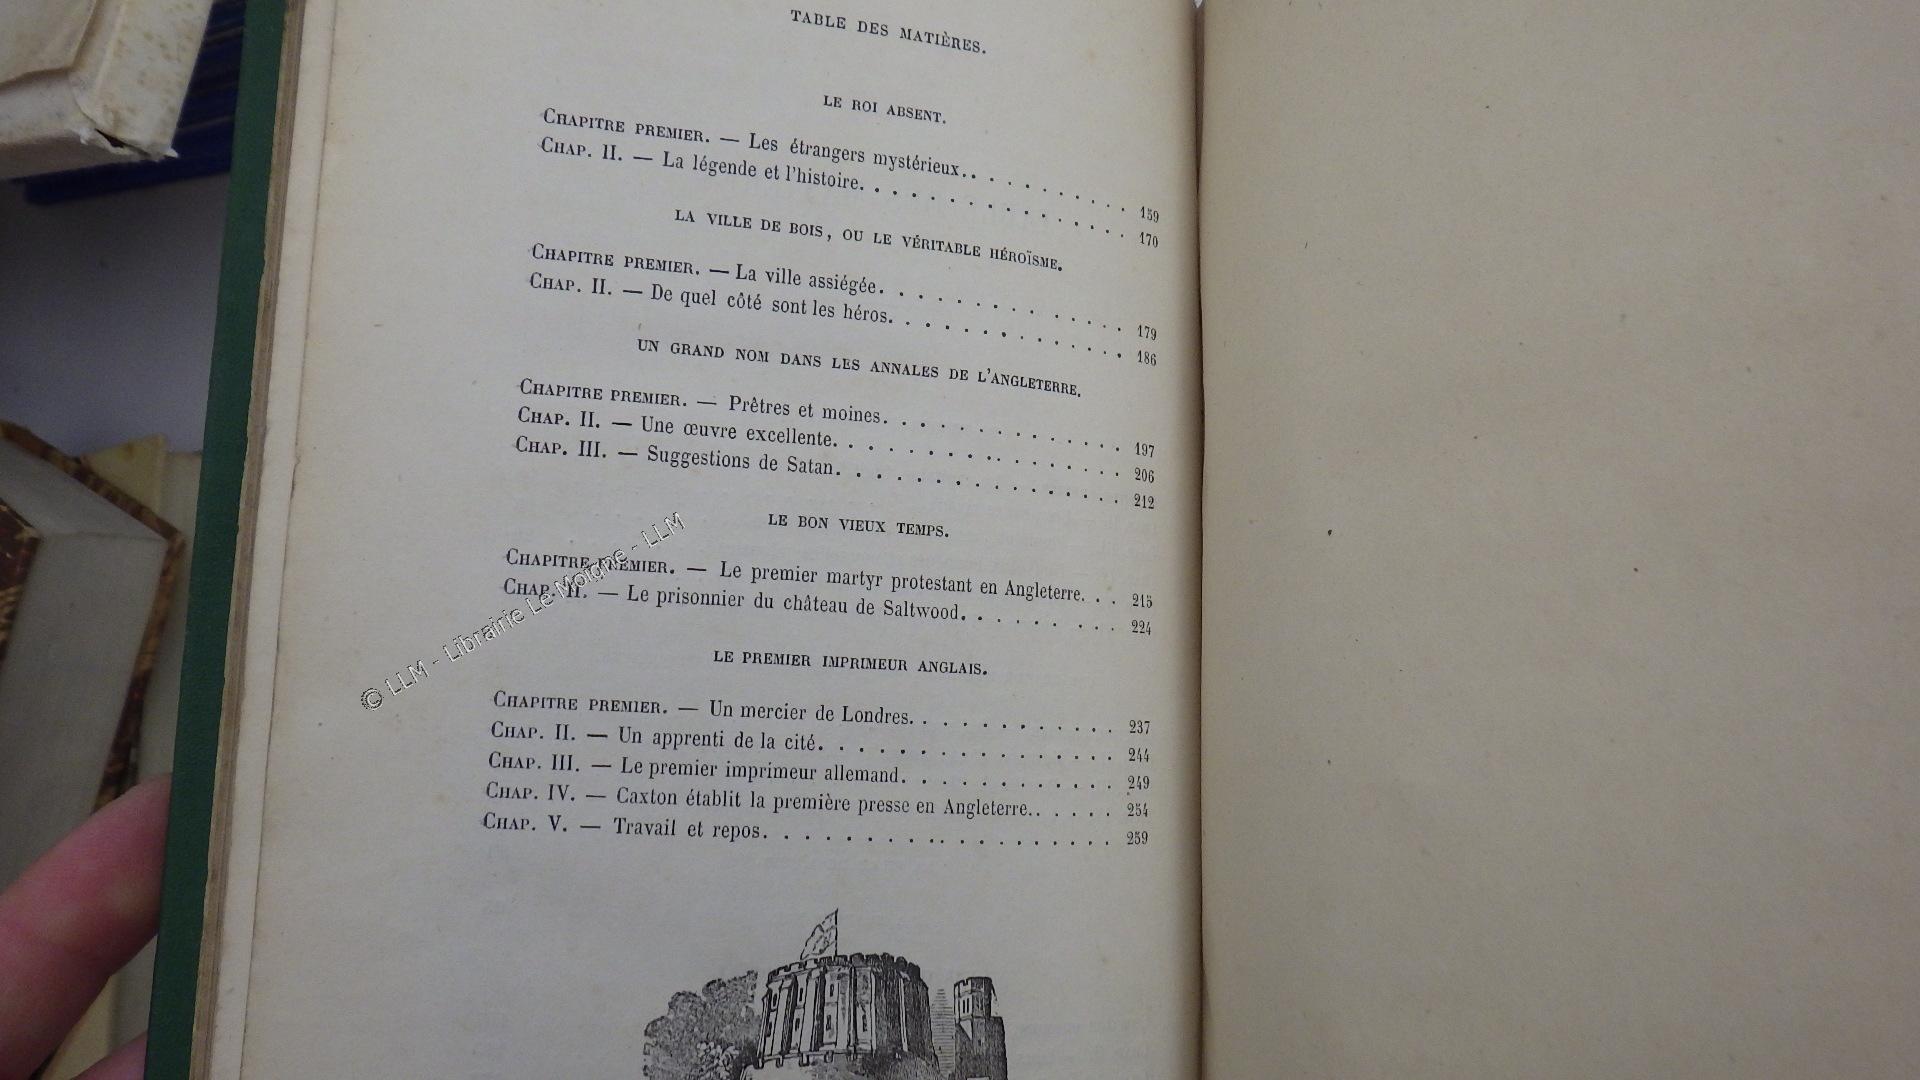 TABLE DES MATIÈRES.
LE ROI ABSENT.
CHAPITRE PREMIER. — Les étrangers mystérieux. . . . . . . . . . . 159
CHAP. II. — La légende et l'histoire. . . . . . . . . . . . . . . 170
LA VILLE DE BOIS, OU LE VÉRITABLE HÉROÏSME.
CHAPITRE PREMIER. — La ville assiégée. . . . . . . . . . . . . 179
CHAP. II. — De quel côté sont les héros. . . . . . . . . . . . 186
UN GRAND NOM DANS LES ANNALES DE L'ANGLETERRE.
CHAPITRE PREMIER. — Prêtres et moines. . . . . . . . . . . . . 197
CHAP. II. — Une œuvre excellente. . . . . . . . . . . . . . . 206
CHAP. III. — Suggestions de Satan. . . . . . . . . . . . . . . 212
LE BON VIEUX TEMPS.
CHAPITRE PREMIER. — Le premier martyr protestant en Angleterre. . . 215
CHAP. II. — Le prisonnier du château de Saltwood. . . . . . . . . 224
LE PREMIER IMPRIMEUR ANGLAIS.
CHAPITRE PREMIER. — Un mercier de Londres. . . . . . . . . . . 237
CHAP. II. — Un apprenti de la cité. . . . . . . . . . . . . . . 244
CHAP. III. — Le premier imprimeur allemand. . . . . . . . . . . 249
CHAP. IV. — Caxton établit la première presse en Angleterre. . . . . . 254
CHAP. V. — Travail et repos. . . . . . . . . . . . . . . . . . 259
© LLM - Librairie Le Moigne - LLM